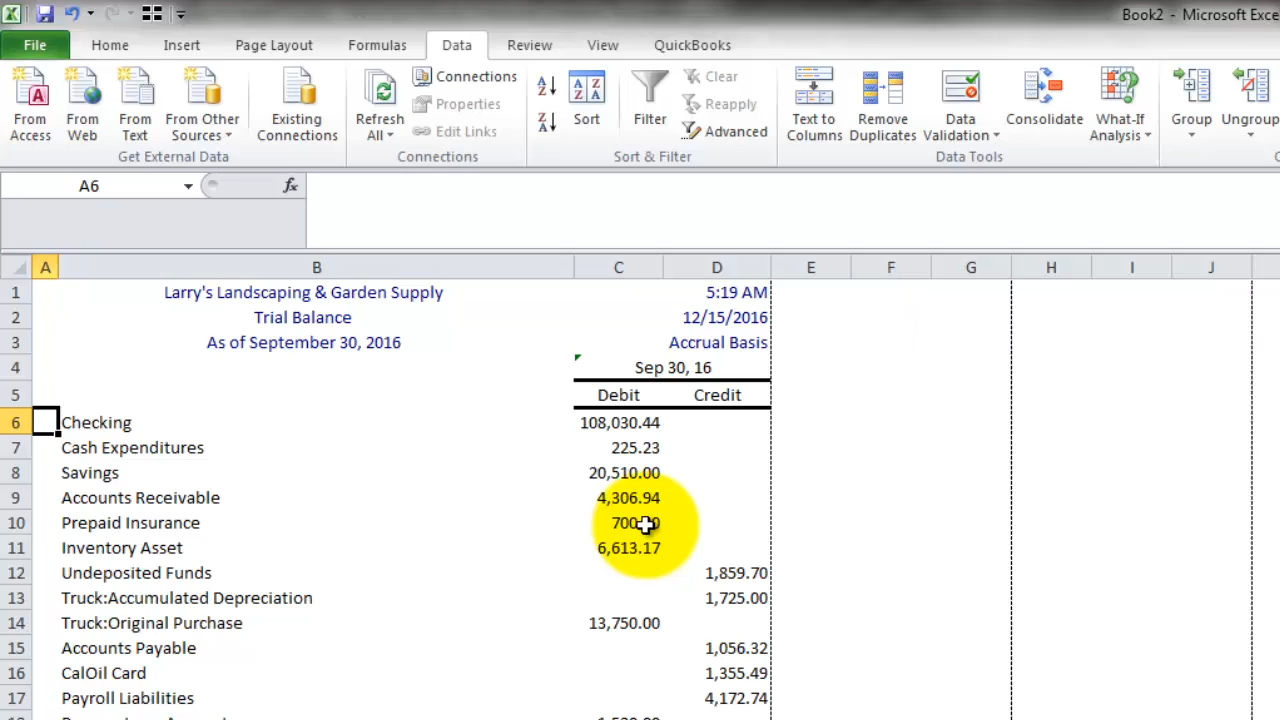 Book2 - Microsoft Exce
File Home Insert Page Layout Formulas Data Review View QuickBooks
From Access
From Web
From Text
From Other Sources
Existing Connections
Get External Data
Refresh All
Connections
Properties
Edit Links
Connections
Sort
Filter
Clear
Reapply
Advanced
Sort & Filter
Text to Columns
Remove Duplicates
Data Validation
Consolidate
What-If Analysis
Data Tools
Group
Ungroup
A6 fx
A B C D E F G H I J
1 Larry's Landscaping & Garden Supply 5:19 AM
2 Trial Balance 12/15/2016
3 As of September 30, 2016 Accrual Basis
4 Sep 30, 16
5 Debit Credit
6 Checking 108,030.44
7 Cash Expenditures 225.23
8 Savings 20,510.00
9 Accounts Receivable 4,306.94
10 Prepaid Insurance
11 Inventory Asset 6,613.17
12 Undeposited Funds 1,859.70
13 Truck:Accumulated Depreciation 1,725.00
14 Truck:Original Purchase 13,750.00
15 Accounts Payable 1,056.32
16 CalOil Card 1,355.49
17 Payroll Liabilities 4,172.74